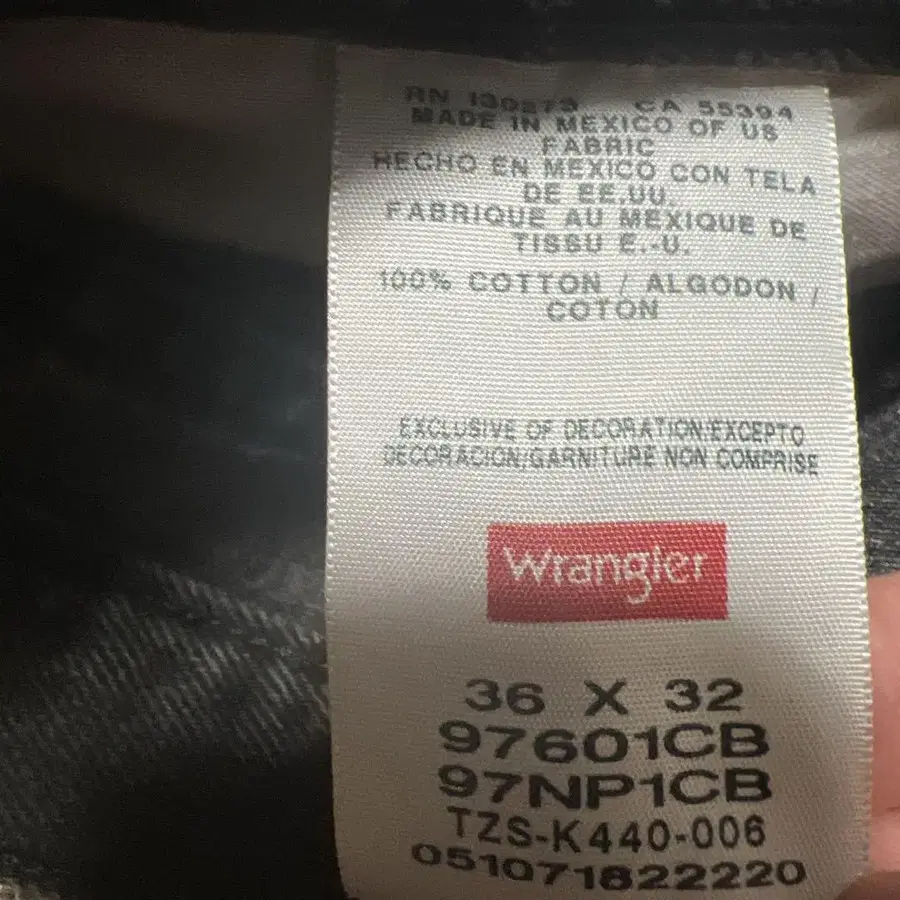 RN 130273 CA 55394
MADE IN MEXICO OF US
FABRIC
HECHO EN MEXICO CON TELA
DE EE.UU.
FABRIQUE AU MEXIQUE DE
TISSU E.-U.
100% COTTON / ALGODON /
COTON
EXCLUSIVE OF DECORATION/EXCEPTO
DECORACION/GARNITURE NON COMPRISE
Wrangler
36 X 32
97601CB
97NP1CB
TZS-K440-006
051071822220